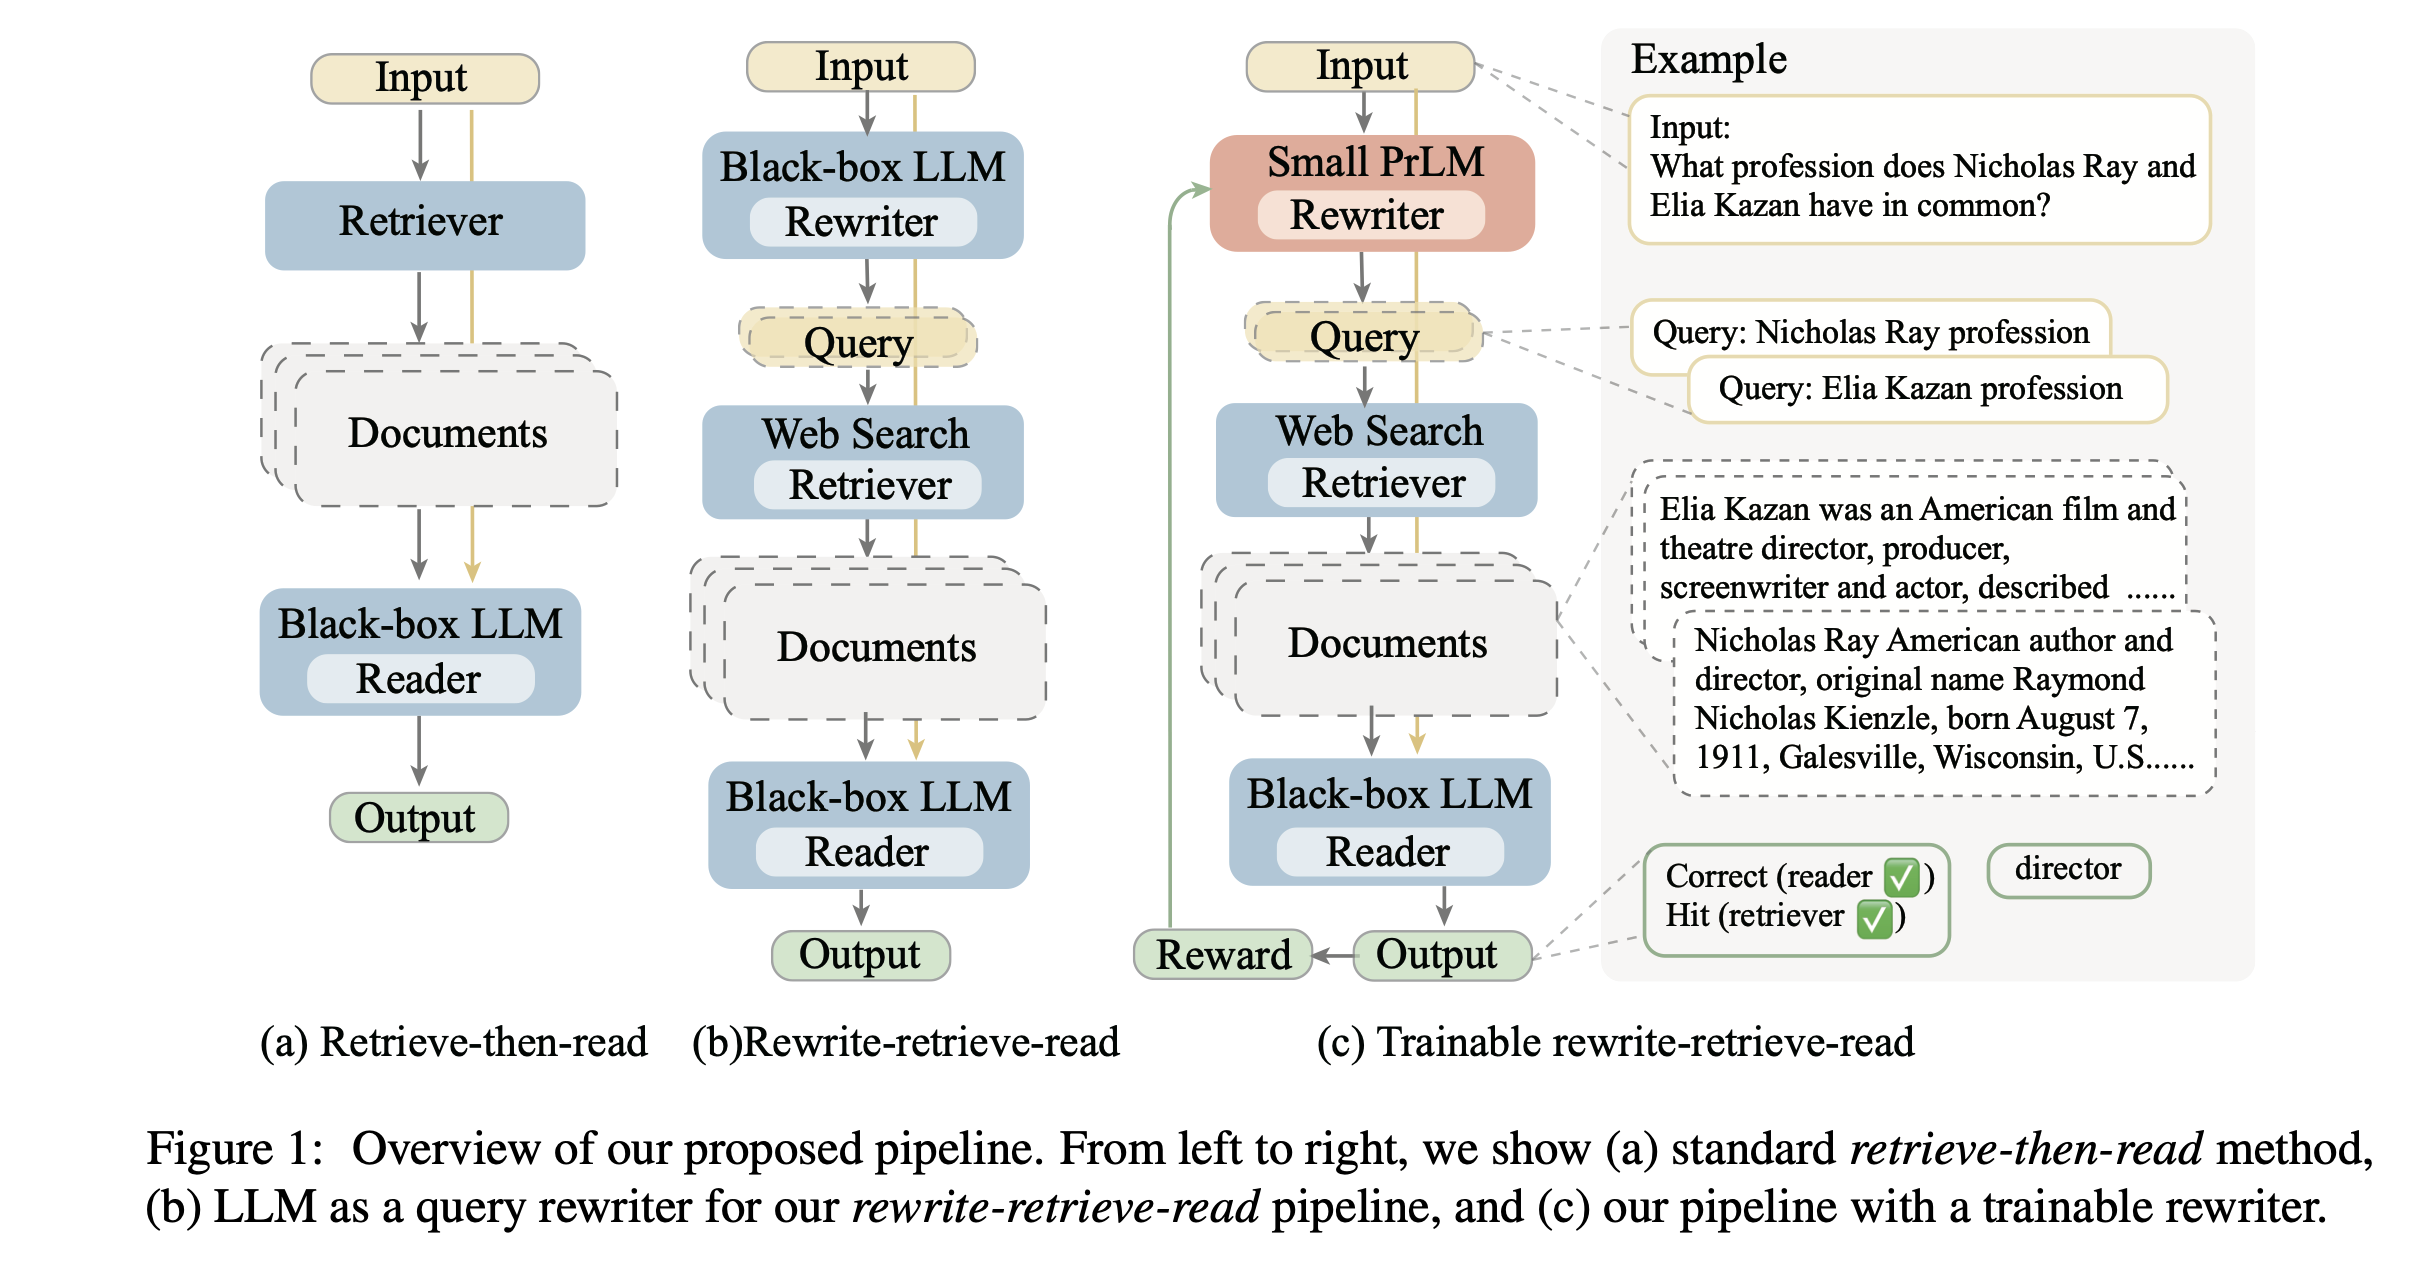 Input
Retriever
Documents
Black-box LLM
Reader
Output
(a) Retrieve-then-read
Input
Black-box LLM
Rewriter
Query
Web Search
Retriever
Documents
Black-box LLM
Reader
Output
(b)Rewrite-retrieve-read
Input
Small PrLM
Rewriter
Query
Web Search
Retriever
Documents
Black-box LLM
Reader
Reward
Output
(c) Trainable rewrite-retrieve-read
Example
Input:
What profession does Nicholas Ray and
Elia Kazan have in common?
Query: Nicholas Ray profession
Query: Elia Kazan profession
Elia Kazan was an American film and
theatre director, producer,
screenwriter and actor, described ......
Nicholas Ray American author and
director, original name Raymond
Nicholas Kienzle, born August 7,
1911, Galesville, Wisconsin, U.S......
Correct (reader ✅)
Hit (retriever ✅)
director
Figure 1: Overview of our proposed pipeline. From left to right, we show (a) standard retrieve-then-read method,
(b) LLM as a query rewriter for our rewrite-retrieve-read pipeline, and (c) our pipeline with a trainable rewriter.